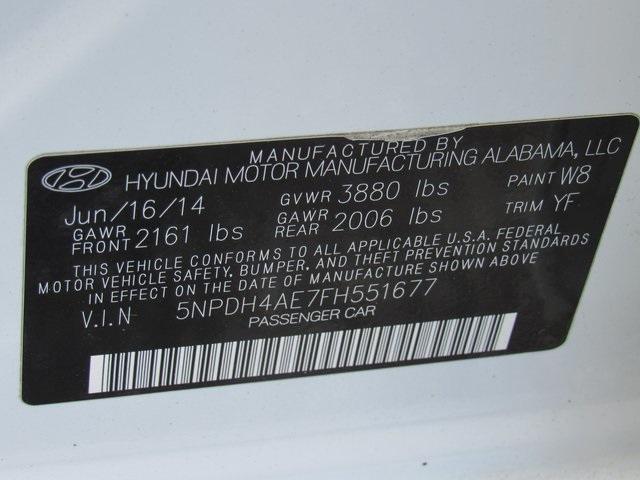 MANUFACTURED BY
HYUNDAI MOTOR MANUFACTURING ALABAMA, LLC
Jun/16/14 GVWR 3880 lbs PAINT W8
GAWR FRONT 2161 lbs GAWR REAR 2006 lbs TRIM YF
THIS VEHICLE CONFORMS TO ALL APPLICABLE U.S.A. FEDERAL
MOTOR VEHICLE SAFETY, BUMPER, AND THEFT PREVENTION
STANDARDS IN EFFECT ON THE DATE OF MANUFACTURE SHOWN ABOVE
V.I.N 5NPDH4AE7FH551677
PASSENGER CAR